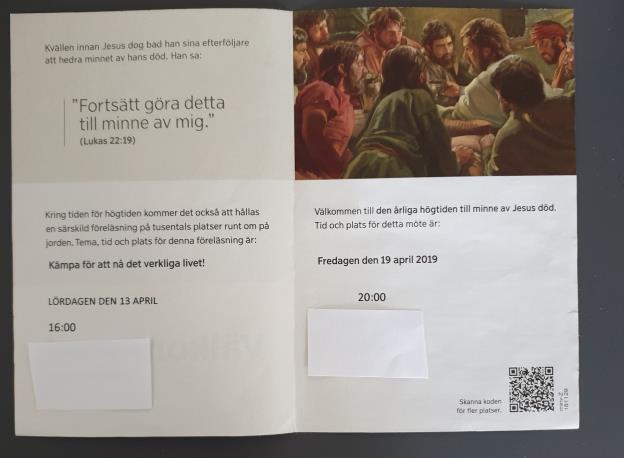 Kvällen innan Jesus dog bad han sina efterföljare
att hedra minnet av hans död. Han sa:
”Fortsätt göra detta
till minne av mig.”
(Lukas 22:19)
Kring tiden för högtiden kommer det också att hållas
en särskild föreläsning på tusentals platser runt om på
jorden. Tema, tid och plats för denna föreläsning är:
Kämpa för att nå det verkliga livet!
LÖRDAGEN DEN 13 APRIL
16:00
Välkommen till den årliga högtiden till minne av Jesus död.
Tid och plats för detta möte är:
Fredagen den 19 april 2019
20:00
Skanna koden
för fler platser.